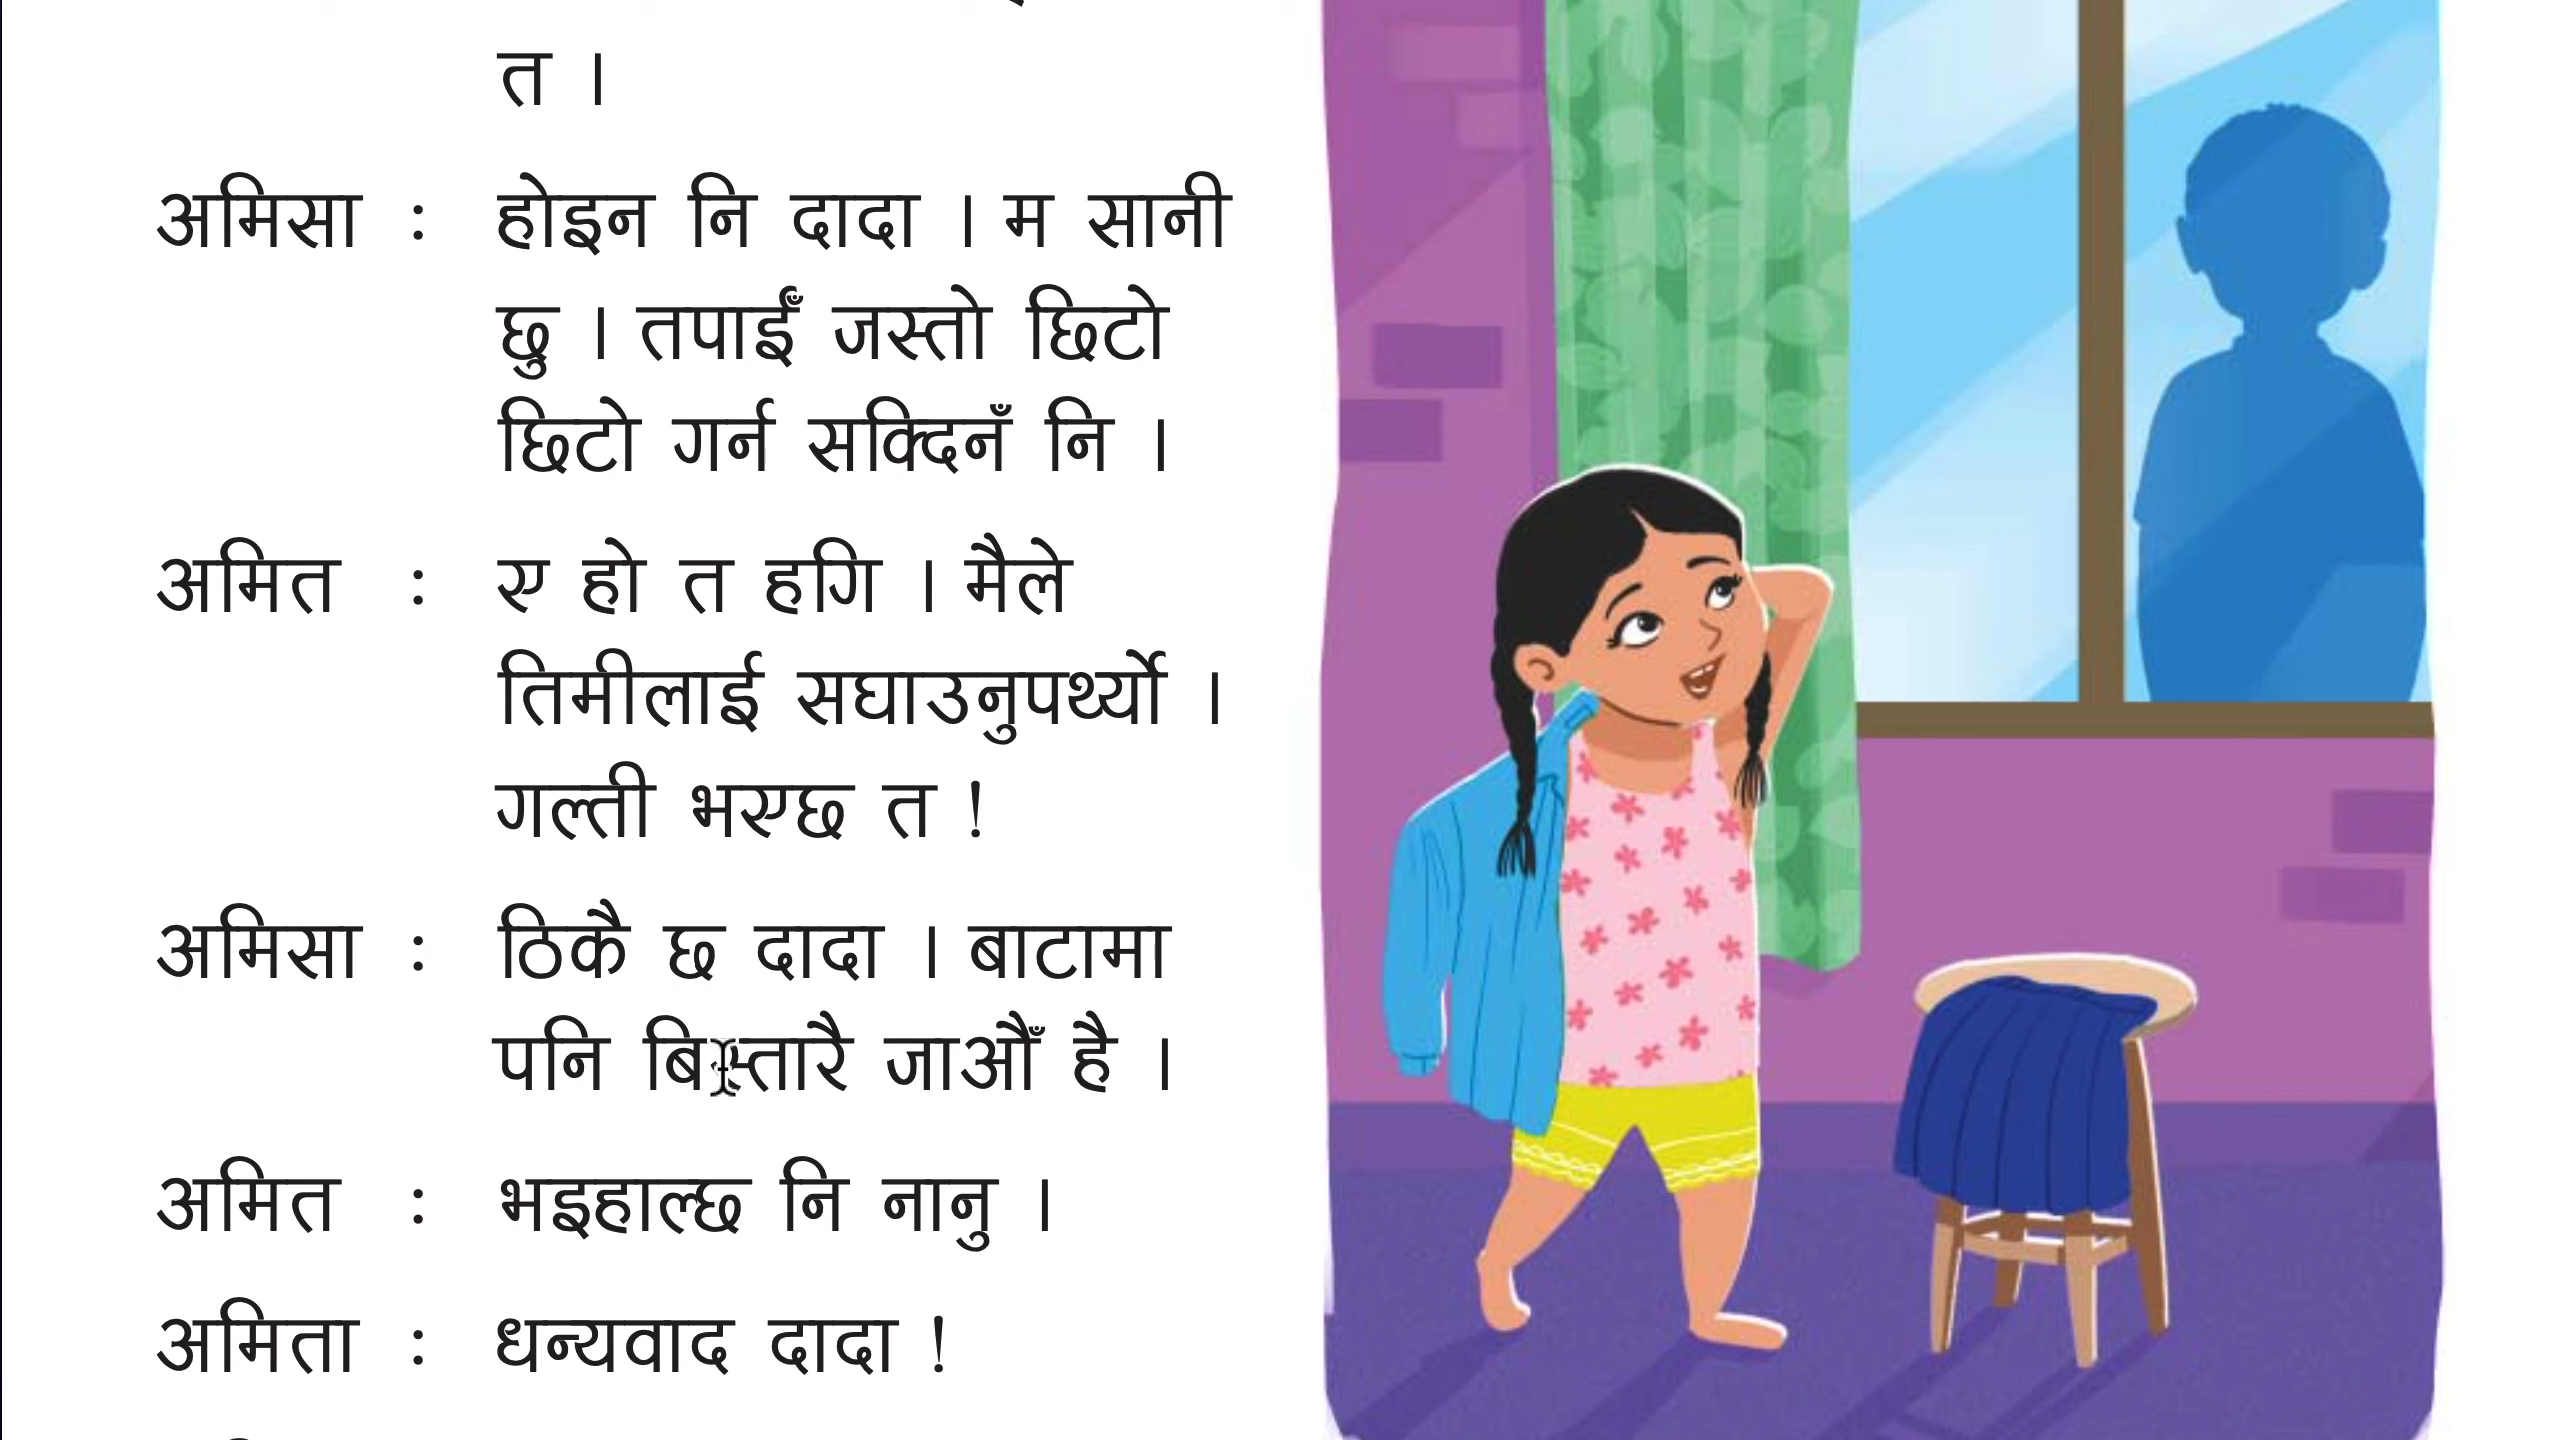 त ।
अमिसा : होइन नि दादा । म सानी
छु । तपाईँ जस्तो छिटो
छिटो गर्न सक्दिनँ नि ।
अमित : ए हो त हगि । मैले
तिमीलाई सघाउनुपर्थ्यो ।
गल्ती भएछ त !
अमिसा : ठिकै छ दादा । बाटामा
पनि बिस्तारै जाओँ है ।
अमित : भइहाल्छ नि नानु ।
अमिता : धन्यवाद दादा !